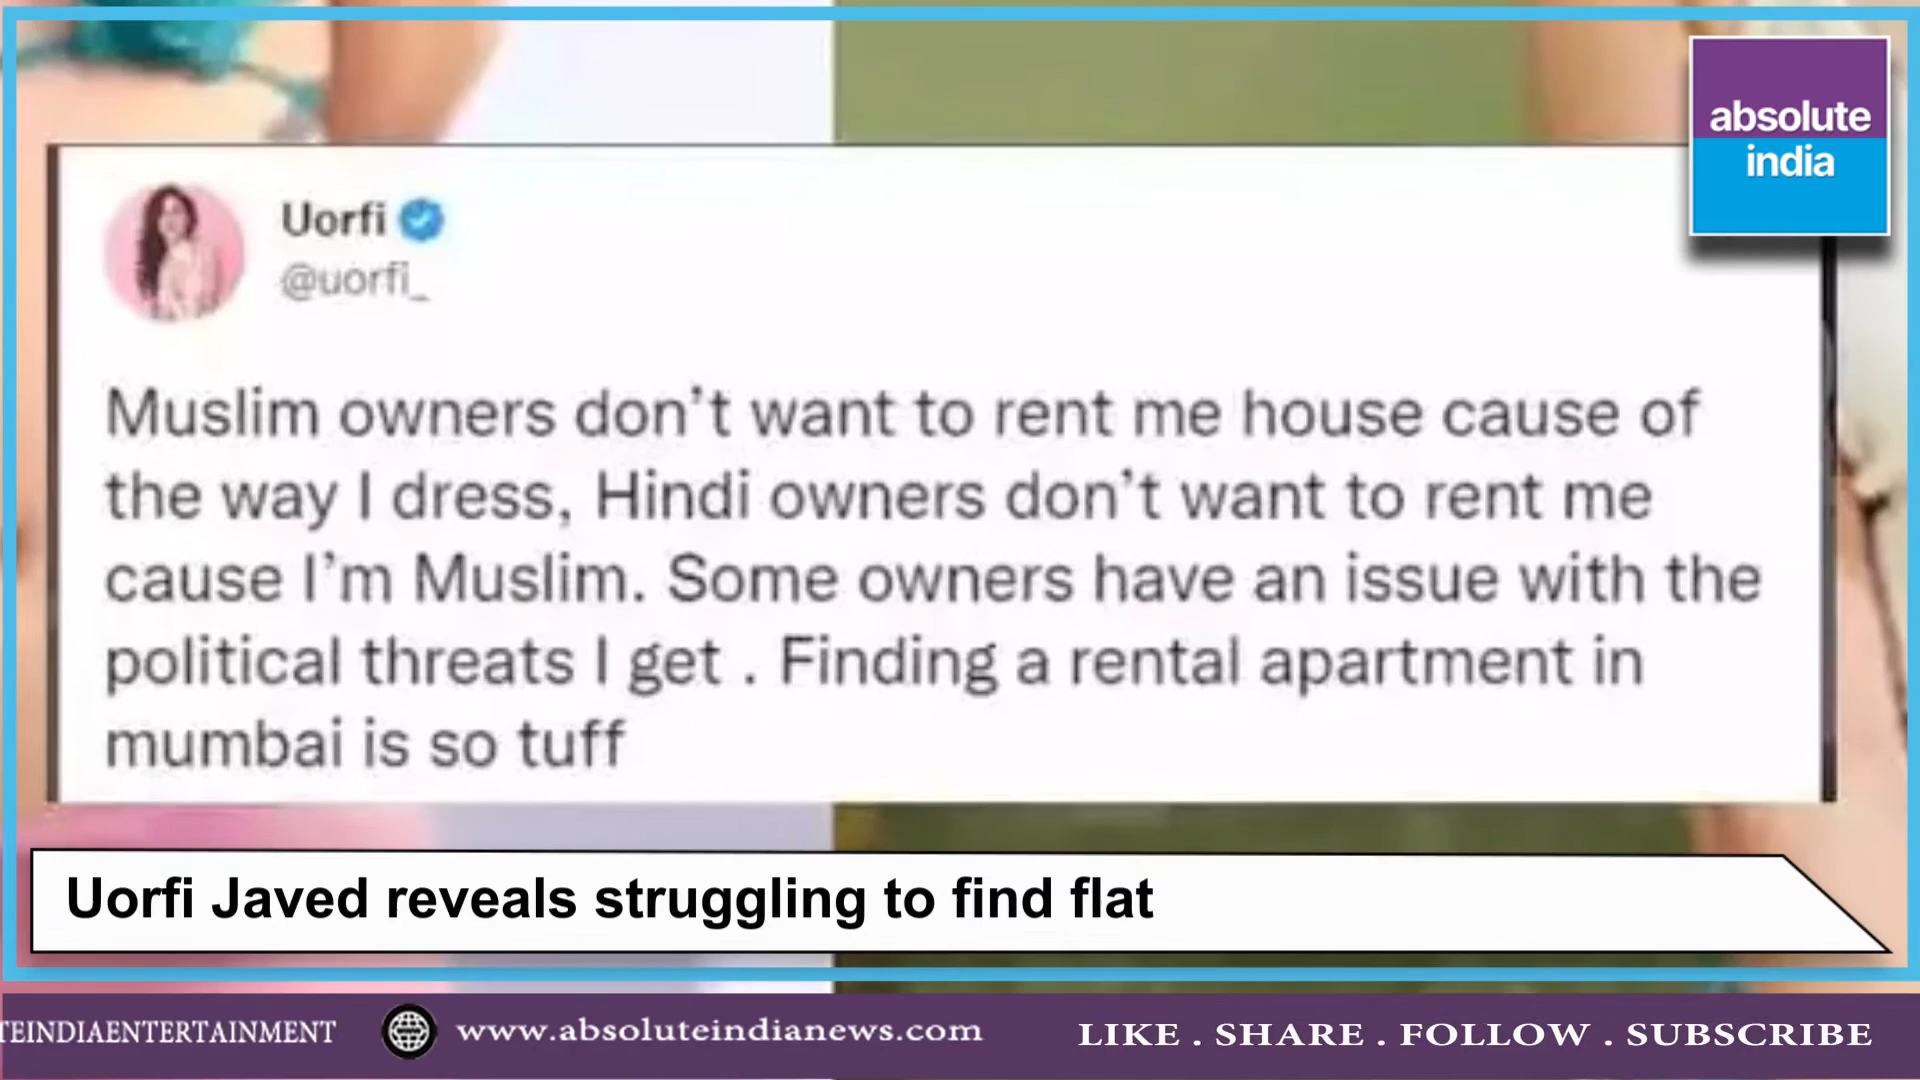 absolute
india
Uorfi
@uorfi_
Muslim owners don't want to rent me house cause of
the way I dress, Hindi owners don't want to rent me
cause I'm Muslim. Some owners have an issue with the
political threats I get . Finding a rental apartment in
mumbai is so tuff
Uorfi Javed reveals struggling to find flat
TEINDIAENTERTAINMENT
www.absoluteindianews.com
LIKE . SHARE . FOLLOW . SUBSCRIBE